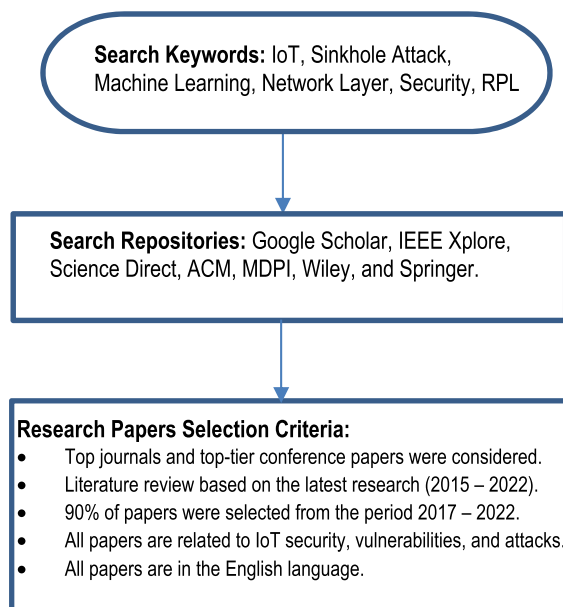 Search Keywords: IoT, Sinkhole Attack,
Machine Learning, Network Layer, Security, RPL
Search Repositories: Google Scholar, IEEE Xplore,
Science Direct, ACM, MDPI, Wiley, and Springer.
Research Papers Selection Criteria:
• Top journals and top-tier conference papers were considered.
• Literature review based on the latest research (2015 – 2022).
• 90% of papers were selected from the period 2017 – 2022.
• All papers are related to IoT security, vulnerabilities, and attacks.
• All papers are in the English language.